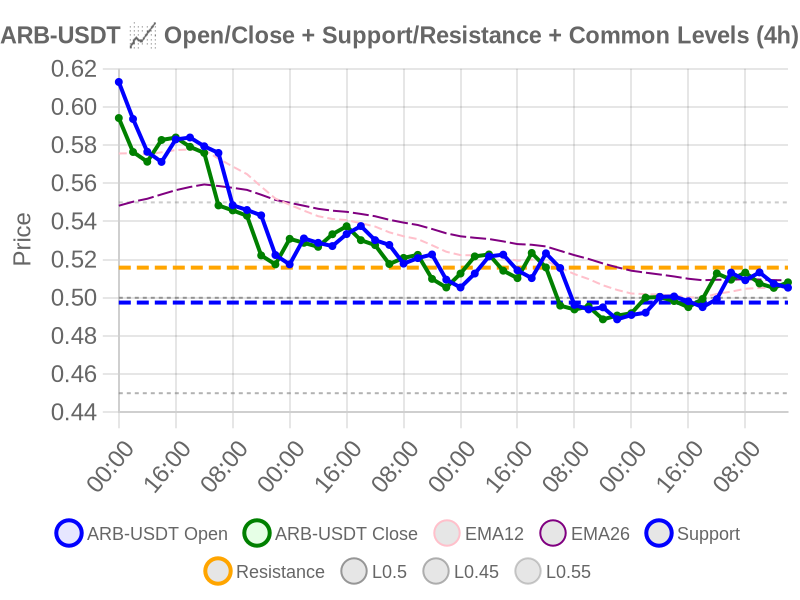 ARB-USDT 📈 Open/Close + Support/Resistance + Common Levels (4h)
0.62
0.60
0.58
0.56
0.54
0.52
0.50
0.48
0.46
0.44
Price
00:00 16:00 08:00 00:00 16:00 08:00 00:00 16:00 08:00 00:00 16:00 08:00
ARB-USDT Open ARB-USDT Close EMA12 EMA26 Support
Resistance L0.5 L0.45 L0.55